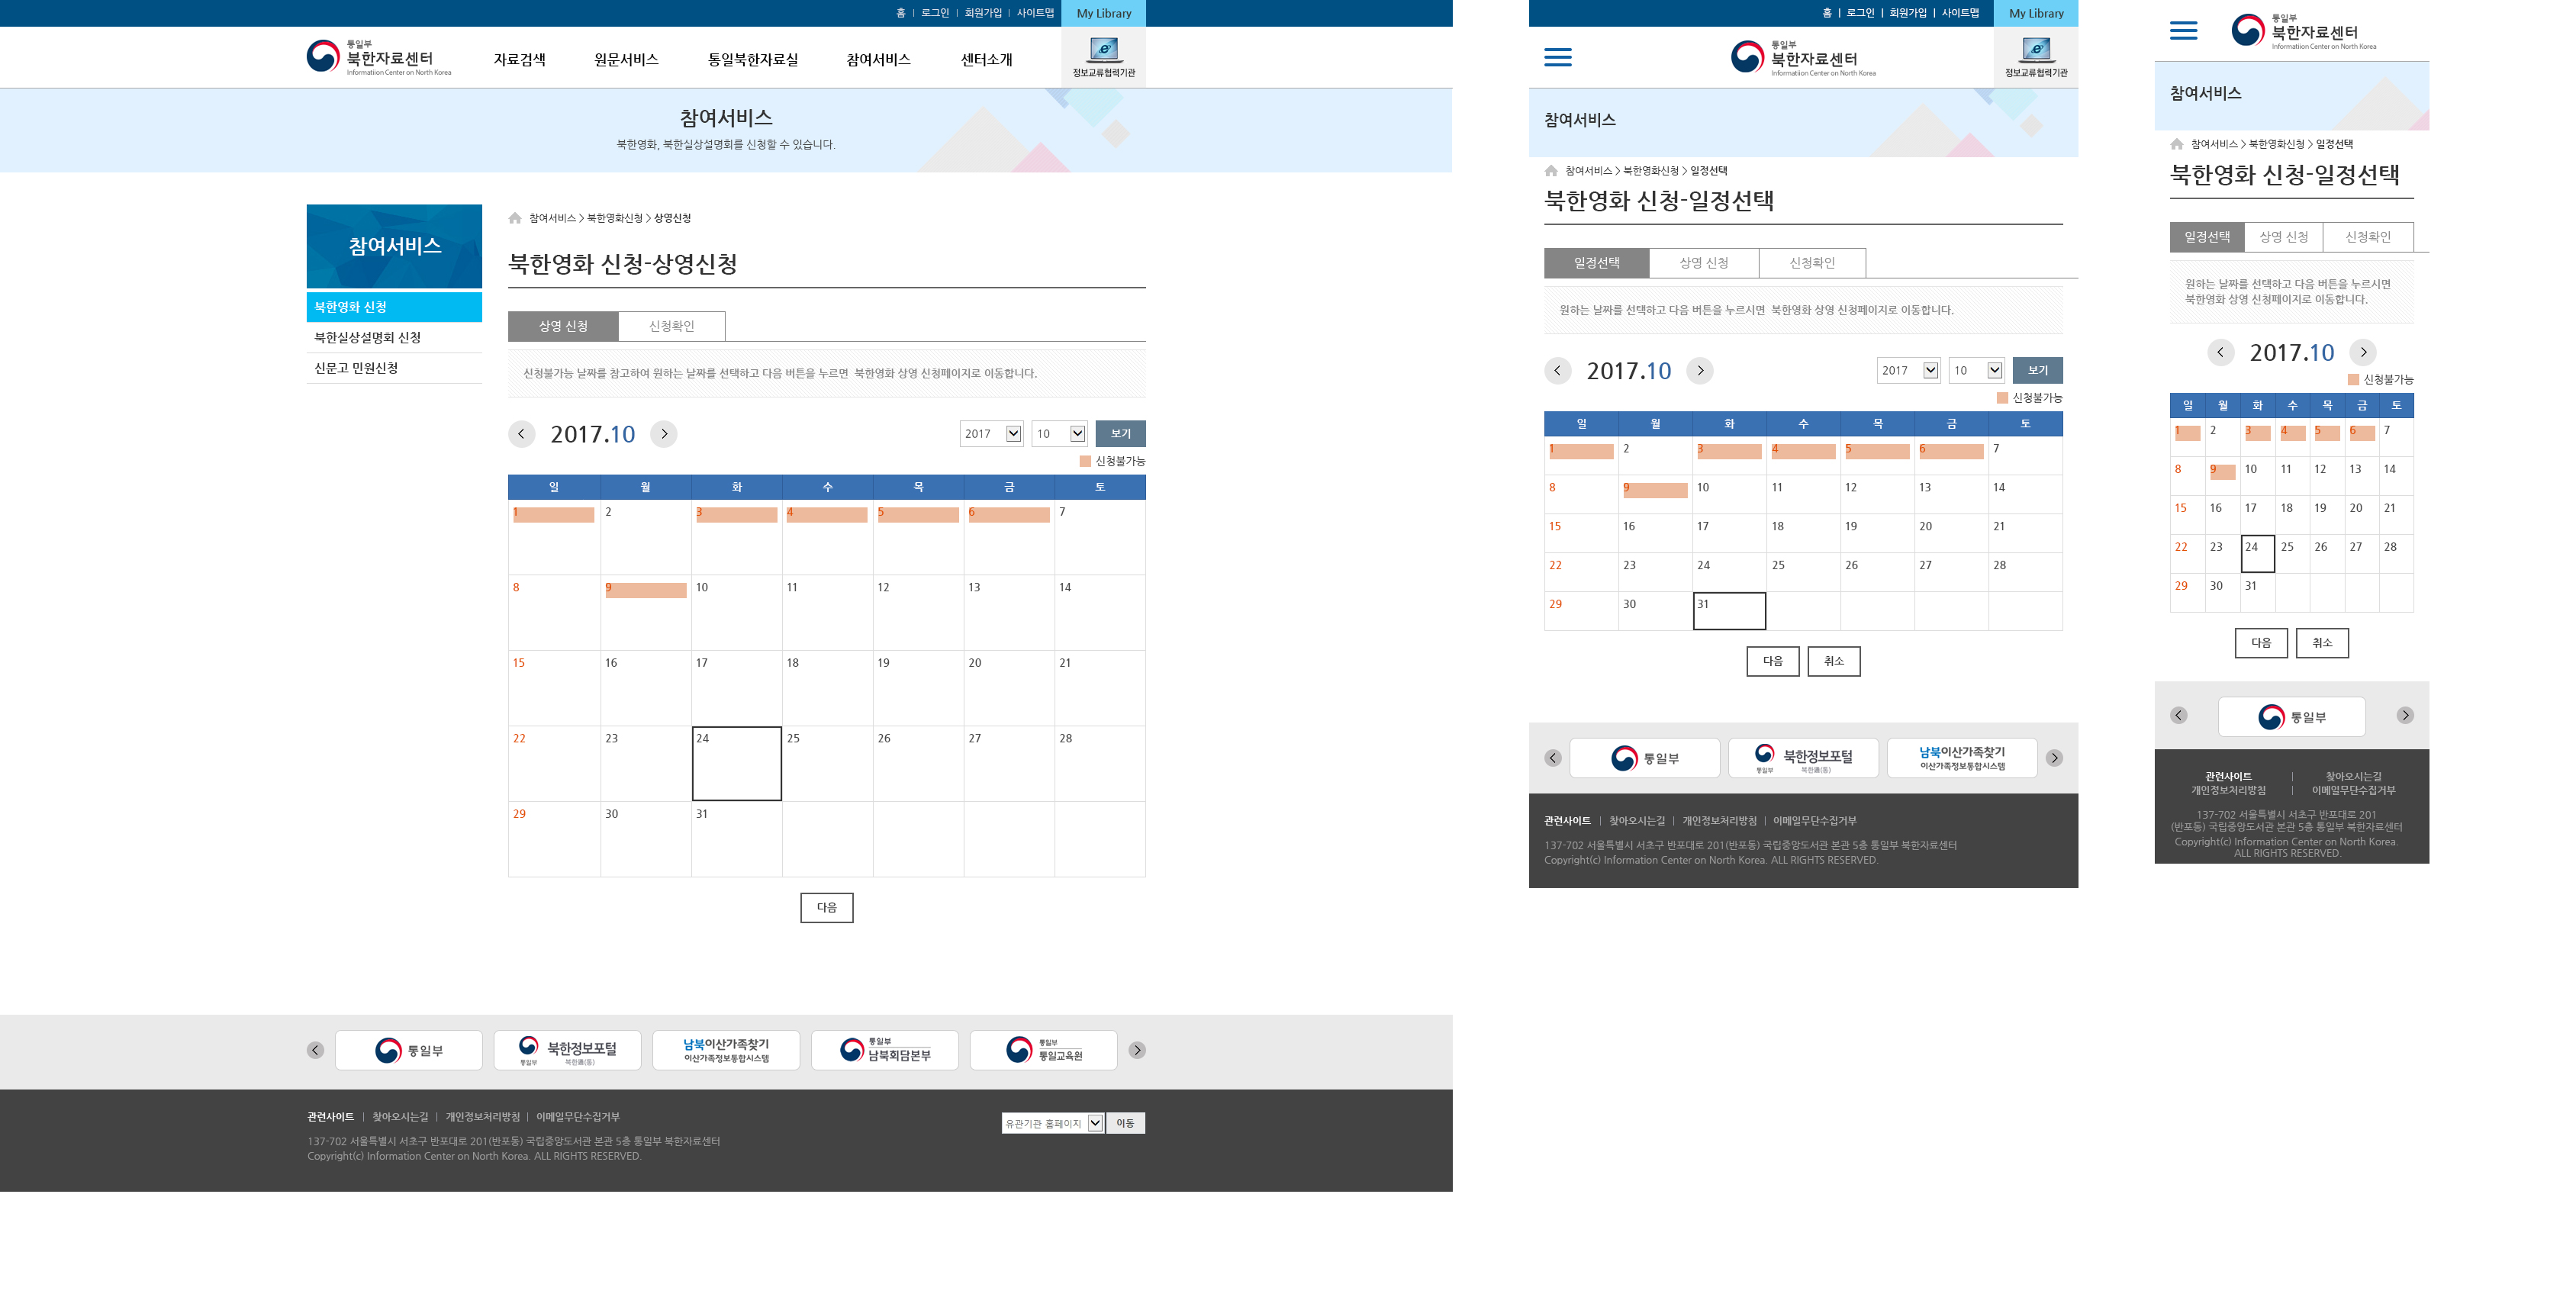 홈 | 로그인 | 회원가입 | 사이트맵 My Library
통일부
북한자료센터
Informatiion Center on North Korea
자료검색 원문서비스 통일북한자료실 참여서비스 센터소개
정보교류협력기관
참여서비스
북한영화, 북한실상설명회를 신청할 수 있습니다.
참여서비스
북한영화 신청
북한실상설명회 신청
신문고 민원신청
참여서비스 > 북한영화신청 > 상영신청
북한영화 신청-상영신청
상영 신청 신청확인
신청불가능 날짜를 참고하여 원하는 날짜를 선택하고 다음 버튼을 누르면 북한영화 상영 신청페이지로 이동합니다.
2017.10
2017 10 보기
신청불가능
일 월 화 수 목 금 토
1 2 3 4 5 6 7
8 9 10 11 12 13 14
15 16 17 18 19 20 21
22 23 24 25 26 27 28
29 30 31
다음
통일부
통일부 북한정보포털 북한通(통)
남북이산가족찾기
이산가족정보통합시스템
통일부
남북회담본부
통일부
통일교육원
관련사이트 | 찾아오시는길 | 개인정보처리방침 | 이메일무단수집거부
137-702 서울특별시 서초구 반포대로 201(반포동) 국립중앙도서관 본관 5층 통일부 북한자료센터
Copyright(c) Information Center on North Korea. ALL RIGHTS RESERVED.
유관기관 홈페이지 이동
홈 | 로그인 | 회원가입 | 사이트맵 My Library
통일부
북한자료센터
Informatiion Center on North Korea
정보교류협력기관
참여서비스
참여서비스 > 북한영화신청 > 일정선택
북한영화 신청-일정선택
일정선택 상영 신청 신청확인
원하는 날짜를 선택하고 다음 버튼을 누르시면 북한영화 상영 신청페이지로 이동합니다.
2017.10
2017 10 보기
신청불가능
일 월 화 수 목 금 토
1 2 3 4 5 6 7
8 9 10 11 12 13 14
15 16 17 18 19 20 21
22 23 24 25 26 27 28
29 30 31
다음 취소
통일부
통일부 북한정보포털 북한通(통)
남북이산가족찾기
이산가족정보통합시스템
관련사이트 | 찾아오시는길 | 개인정보처리방침 | 이메일무단수집거부
137-702 서울특별시 서초구 반포대로 201(반포동) 국립중앙도서관 본관 5층 통일부 북한자료센터
Copyright(c) Information Center on North Korea. ALL RIGHTS RESERVED.
통일부
북한자료센터
Informatiion Center on North Korea
참여서비스
참여서비스 > 북한영화신청 > 일정선택
북한영화 신청-일정선택
일정선택 상영 신청 신청확인
원하는 날짜를 선택하고 다음 버튼을 누르시면
북한영화 상영 신청페이지로 이동합니다.
2017.10
신청불가능
일 월 화 수 목 금 토
1 2 3 4 5 6 7
8 9 10 11 12 13 14
15 16 17 18 19 20 21
22 23 24 25 26 27 28
29 30 31
다음 취소
통일부
관련사이트 | 찾아오시는길
개인정보처리방침 | 이메일무단수집거부
137-702 서울특별시 서초구 반포대로 201
(반포동) 국립중앙도서관 본관 5층 통일부 북한자료센터
Copyright(c) Information Center on North Korea.
ALL RIGHTS RESERVED.